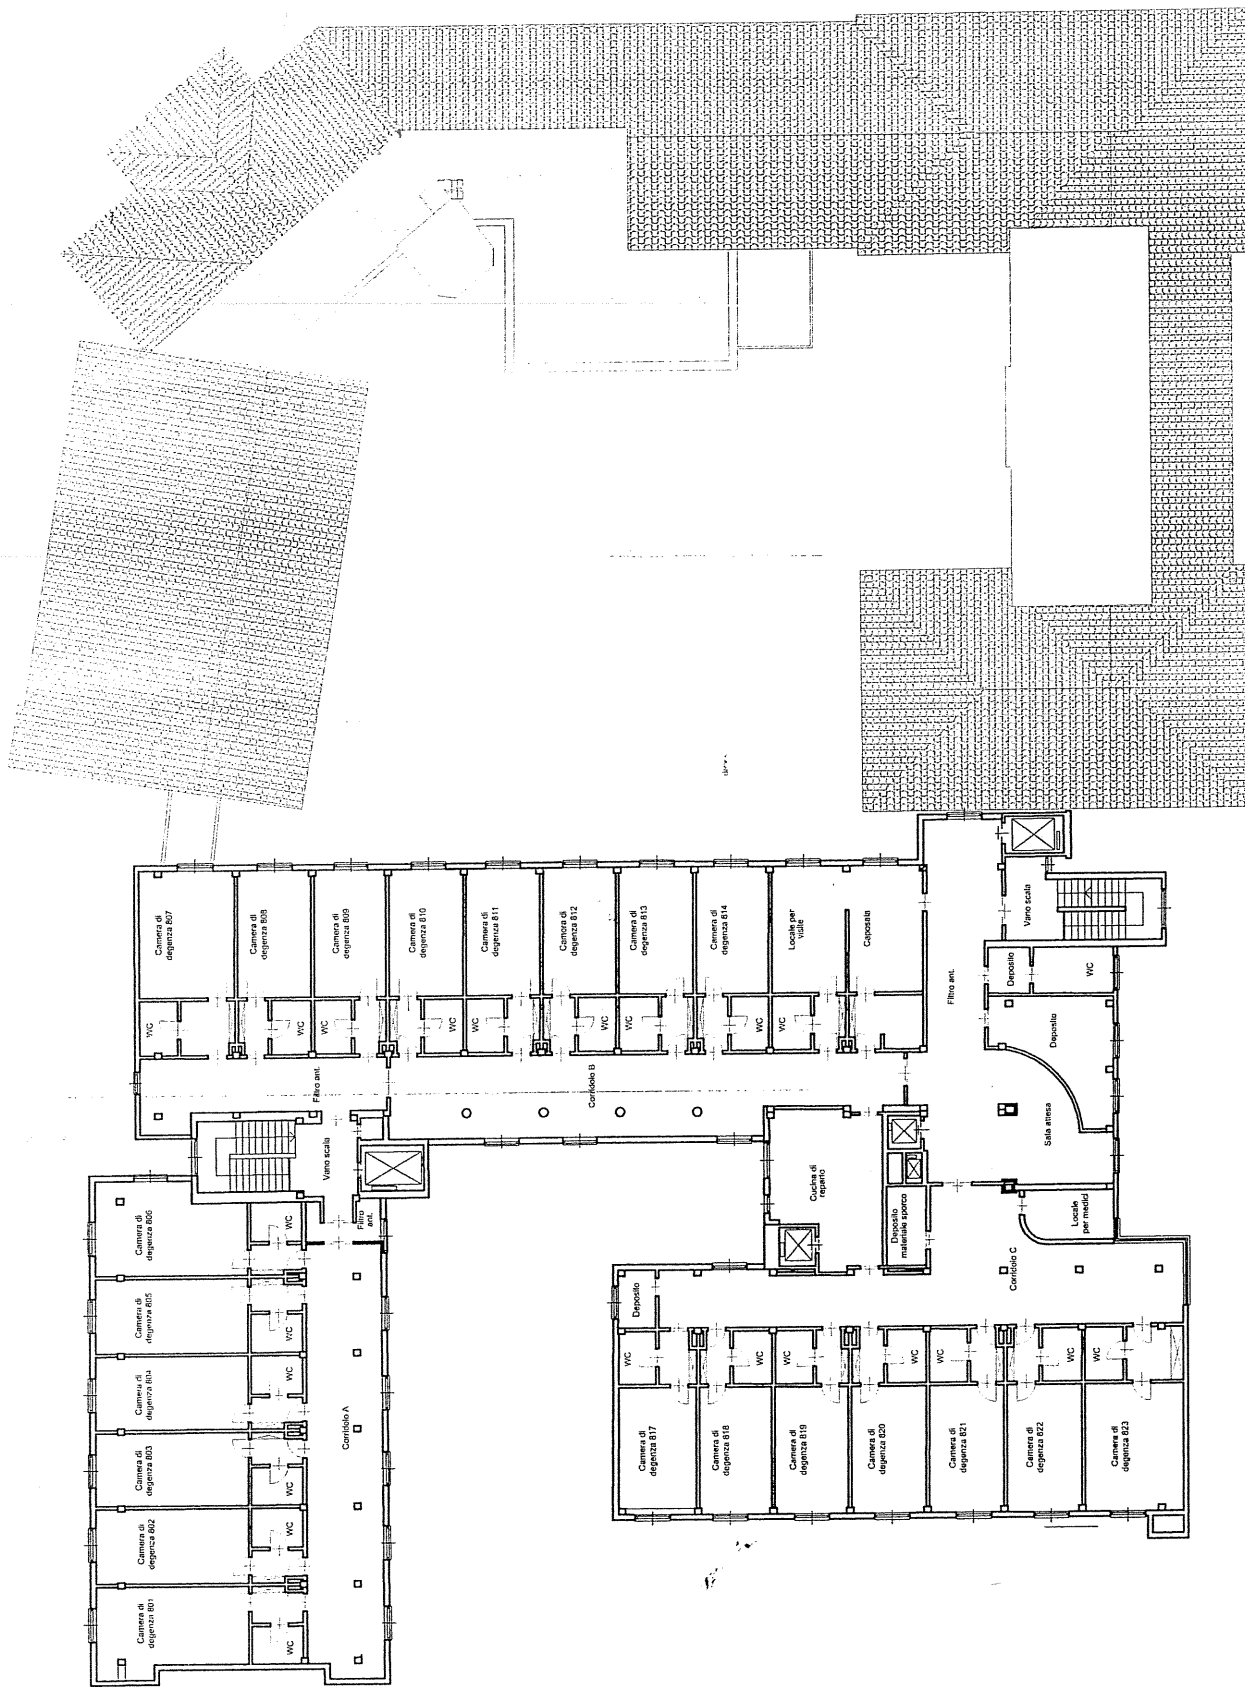 Camera di
degenza 807
Camera di
degenza 808
Camera di
degenza 809
Camera di
degenza 810
Camera di
degenza 811
Camera di
degenza 812
Camera di
degenza 813
Camera di
degenza 814
Locale per
visite
Caposala
WC
WC
WC
WC
WC
WC
WC
WC
WC
Filtro ant.
Corridoio B
Filtro ant.
Vano scala
Deposito
WC
Deposito
Sala attesa
Vano scala
Filtro
ant.
Cucina di
reparto
Deposito
materiale sporco
Locale
per medici
Corridoio C
Camera di
degenza 806
Camera di
degenza 805
Camera di
degenza 804
Camera di
degenza 803
Camera di
degenza 802
Camera di
degenza 801
WC
WC
WC
WC
WC
WC
Corridoio A
Deposito
WC
WC
WC
WC
WC
WC
WC
Camera di
degenza 817
Camera di
degenza 818
Camera di
degenza 819
Camera di
degenza 820
Camera di
degenza 821
Camera di
degenza 822
Camera di
degenza 823